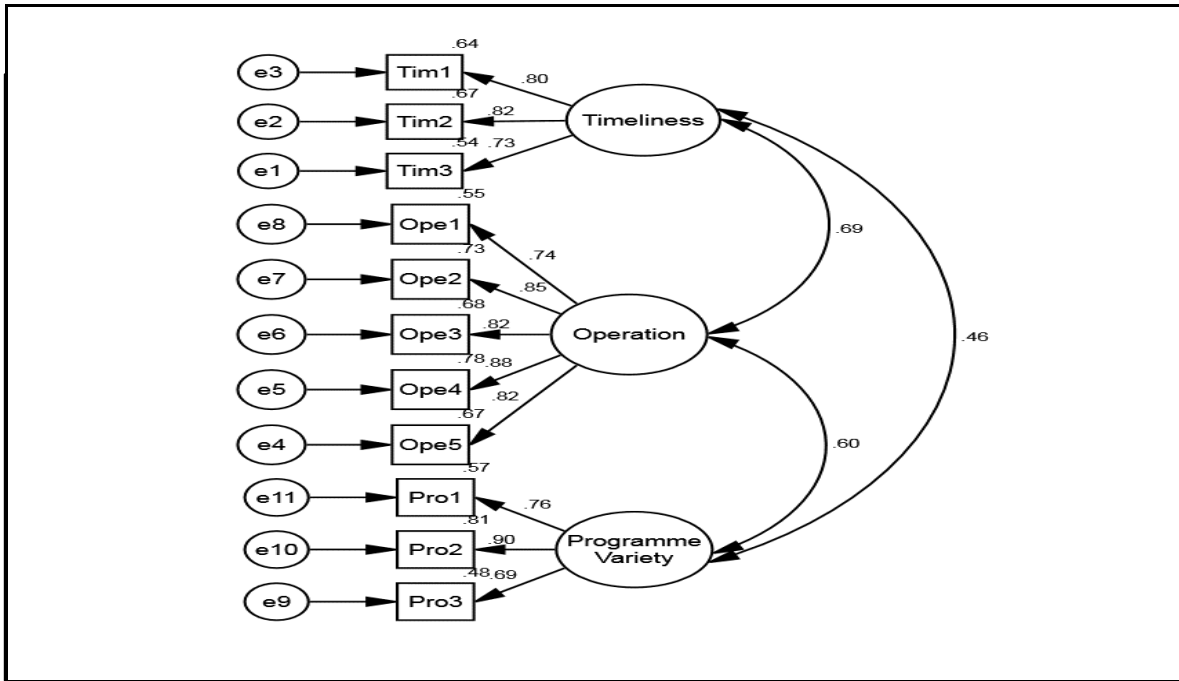 .64
e3
Tim1
.80
.67
e2
Tim2
.82
Timeliness
.54
.73
e1
Tim3
.55
e8
Ope1
.69
.73
.74
e7
Ope2
.85
.68
e6
Ope3
.82
Operation
.46
.78
.88
e5
Ope4
.82
.67
e4
Ope5
.60
.57
e11
Pro1
.76
.81
e10
Pro2
.90
Programme
Variety
.48
.69
e9
Pro3